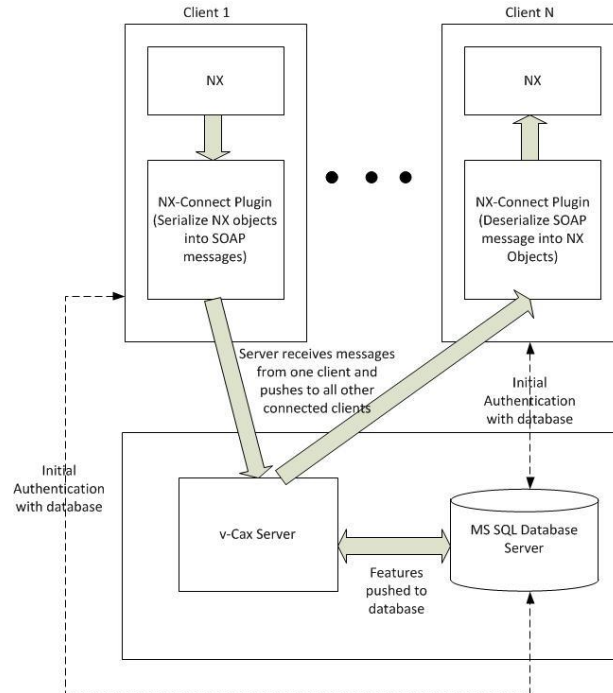 Client 1
Client N
NX
NX
NX-Connect Plugin
(Serialize NX objects
into SOAP
messages)
NX-Connect Plugin
(Deserialize SOAP
message into NX
Objects)
Server receives messages
from one client and
pushes to all other
connected clients
Initial
Authentication
with database
Initial
Authentication
with database
v-Cax Server
MS SQL Database
Server
Features
pushed to
database